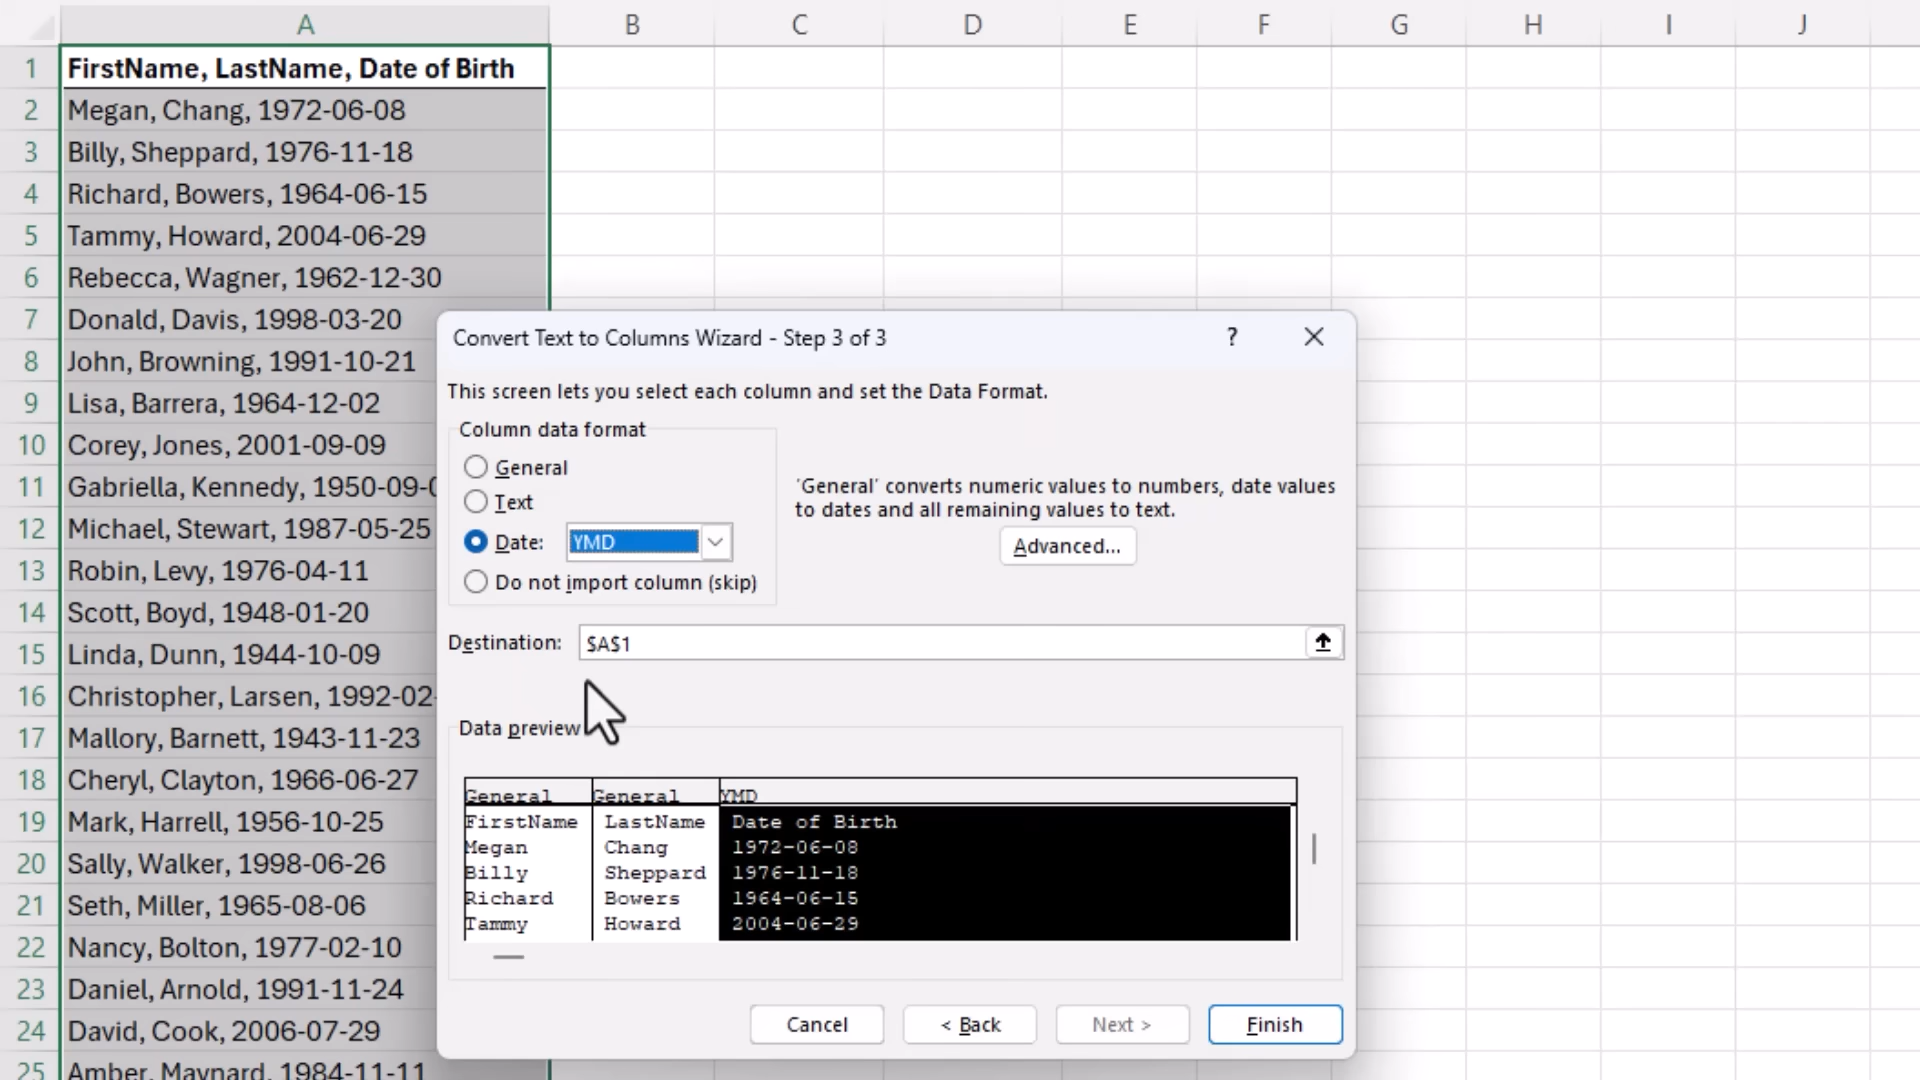 A B C D E F G H I J
1 FirstName, LastName, Date of Birth
2 Megan, Chang, 1972-06-08
3 Billy, Sheppard, 1976-11-18
4 Richard, Bowers, 1964-06-15
5 Tammy, Howard, 2004-06-29
6 Rebecca, Wagner, 1962-12-30
7 Donald, Davis, 1998-03-20
8 John, Browning, 1991-10-21
9 Lisa, Barrera, 1964-12-02
10 Corey, Jones, 2001-09-09
11 Gabriella, Kennedy, 1950-09-0
12 Michael, Stewart, 1987-05-25
13 Robin, Levy, 1976-04-11
14 Scott, Boyd, 1948-01-20
15 Linda, Dunn, 1944-10-09
16 Christopher, Larsen, 1992-02-
17 Mallory, Barnett, 1943-11-23
18 Cheryl, Clayton, 1966-06-27
19 Mark, Harrell, 1956-10-25
20 Sally, Walker, 1998-06-26
21 Seth, Miller, 1965-08-06
22 Nancy, Bolton, 1977-02-10
23 Daniel, Arnold, 1991-11-24
24 David, Cook, 2006-07-29
25 Amber, Maynard, 1984-11-11
Convert Text to Columns Wizard - Step 3 of 3 ?
This screen lets you select each column and set the Data Format.
Column data format
General
Text
Date: YMD
Do not import column (skip)
'General' converts numeric values to numbers, date values
to dates and all remaining values to text.
Advanced...
Destination: $A$1
Data preview
General General YMD
FirstName LastName Date of Birth
Megan Chang 1972-06-08
Billy Sheppard 1976-11-18
Richard Bowers 1964-06-15
Tammy Howard 2004-06-29
Cancel < Back Next > Finish